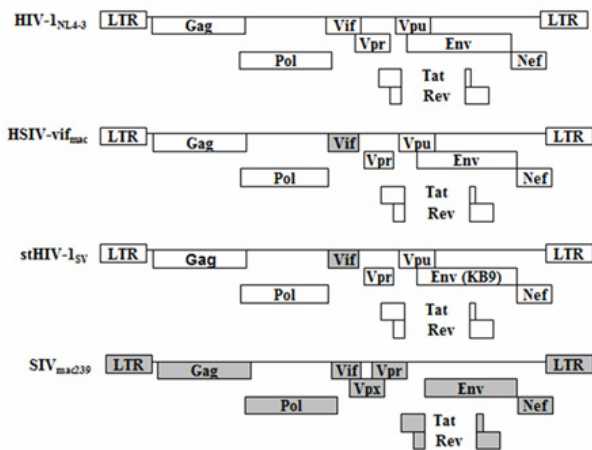 HIV-1NL4-3 LTR Gag Vif Vpu LTR
Vpr Env
Pol Nef
Tat
Rev
HSIV-vifmac LTR Gag Vif Vpu LTR
Vpr Env
Pol Nef
Tat
Rev
stHIV-1SV LTR Gag Vif Vpu LTR
Vpr Env (KB9)
Pol Nef
Tat
Rev
SIVmac239 LTR Gag Vif Vpr LTR
Vpx Env
Pol Nef
Tat
Rev